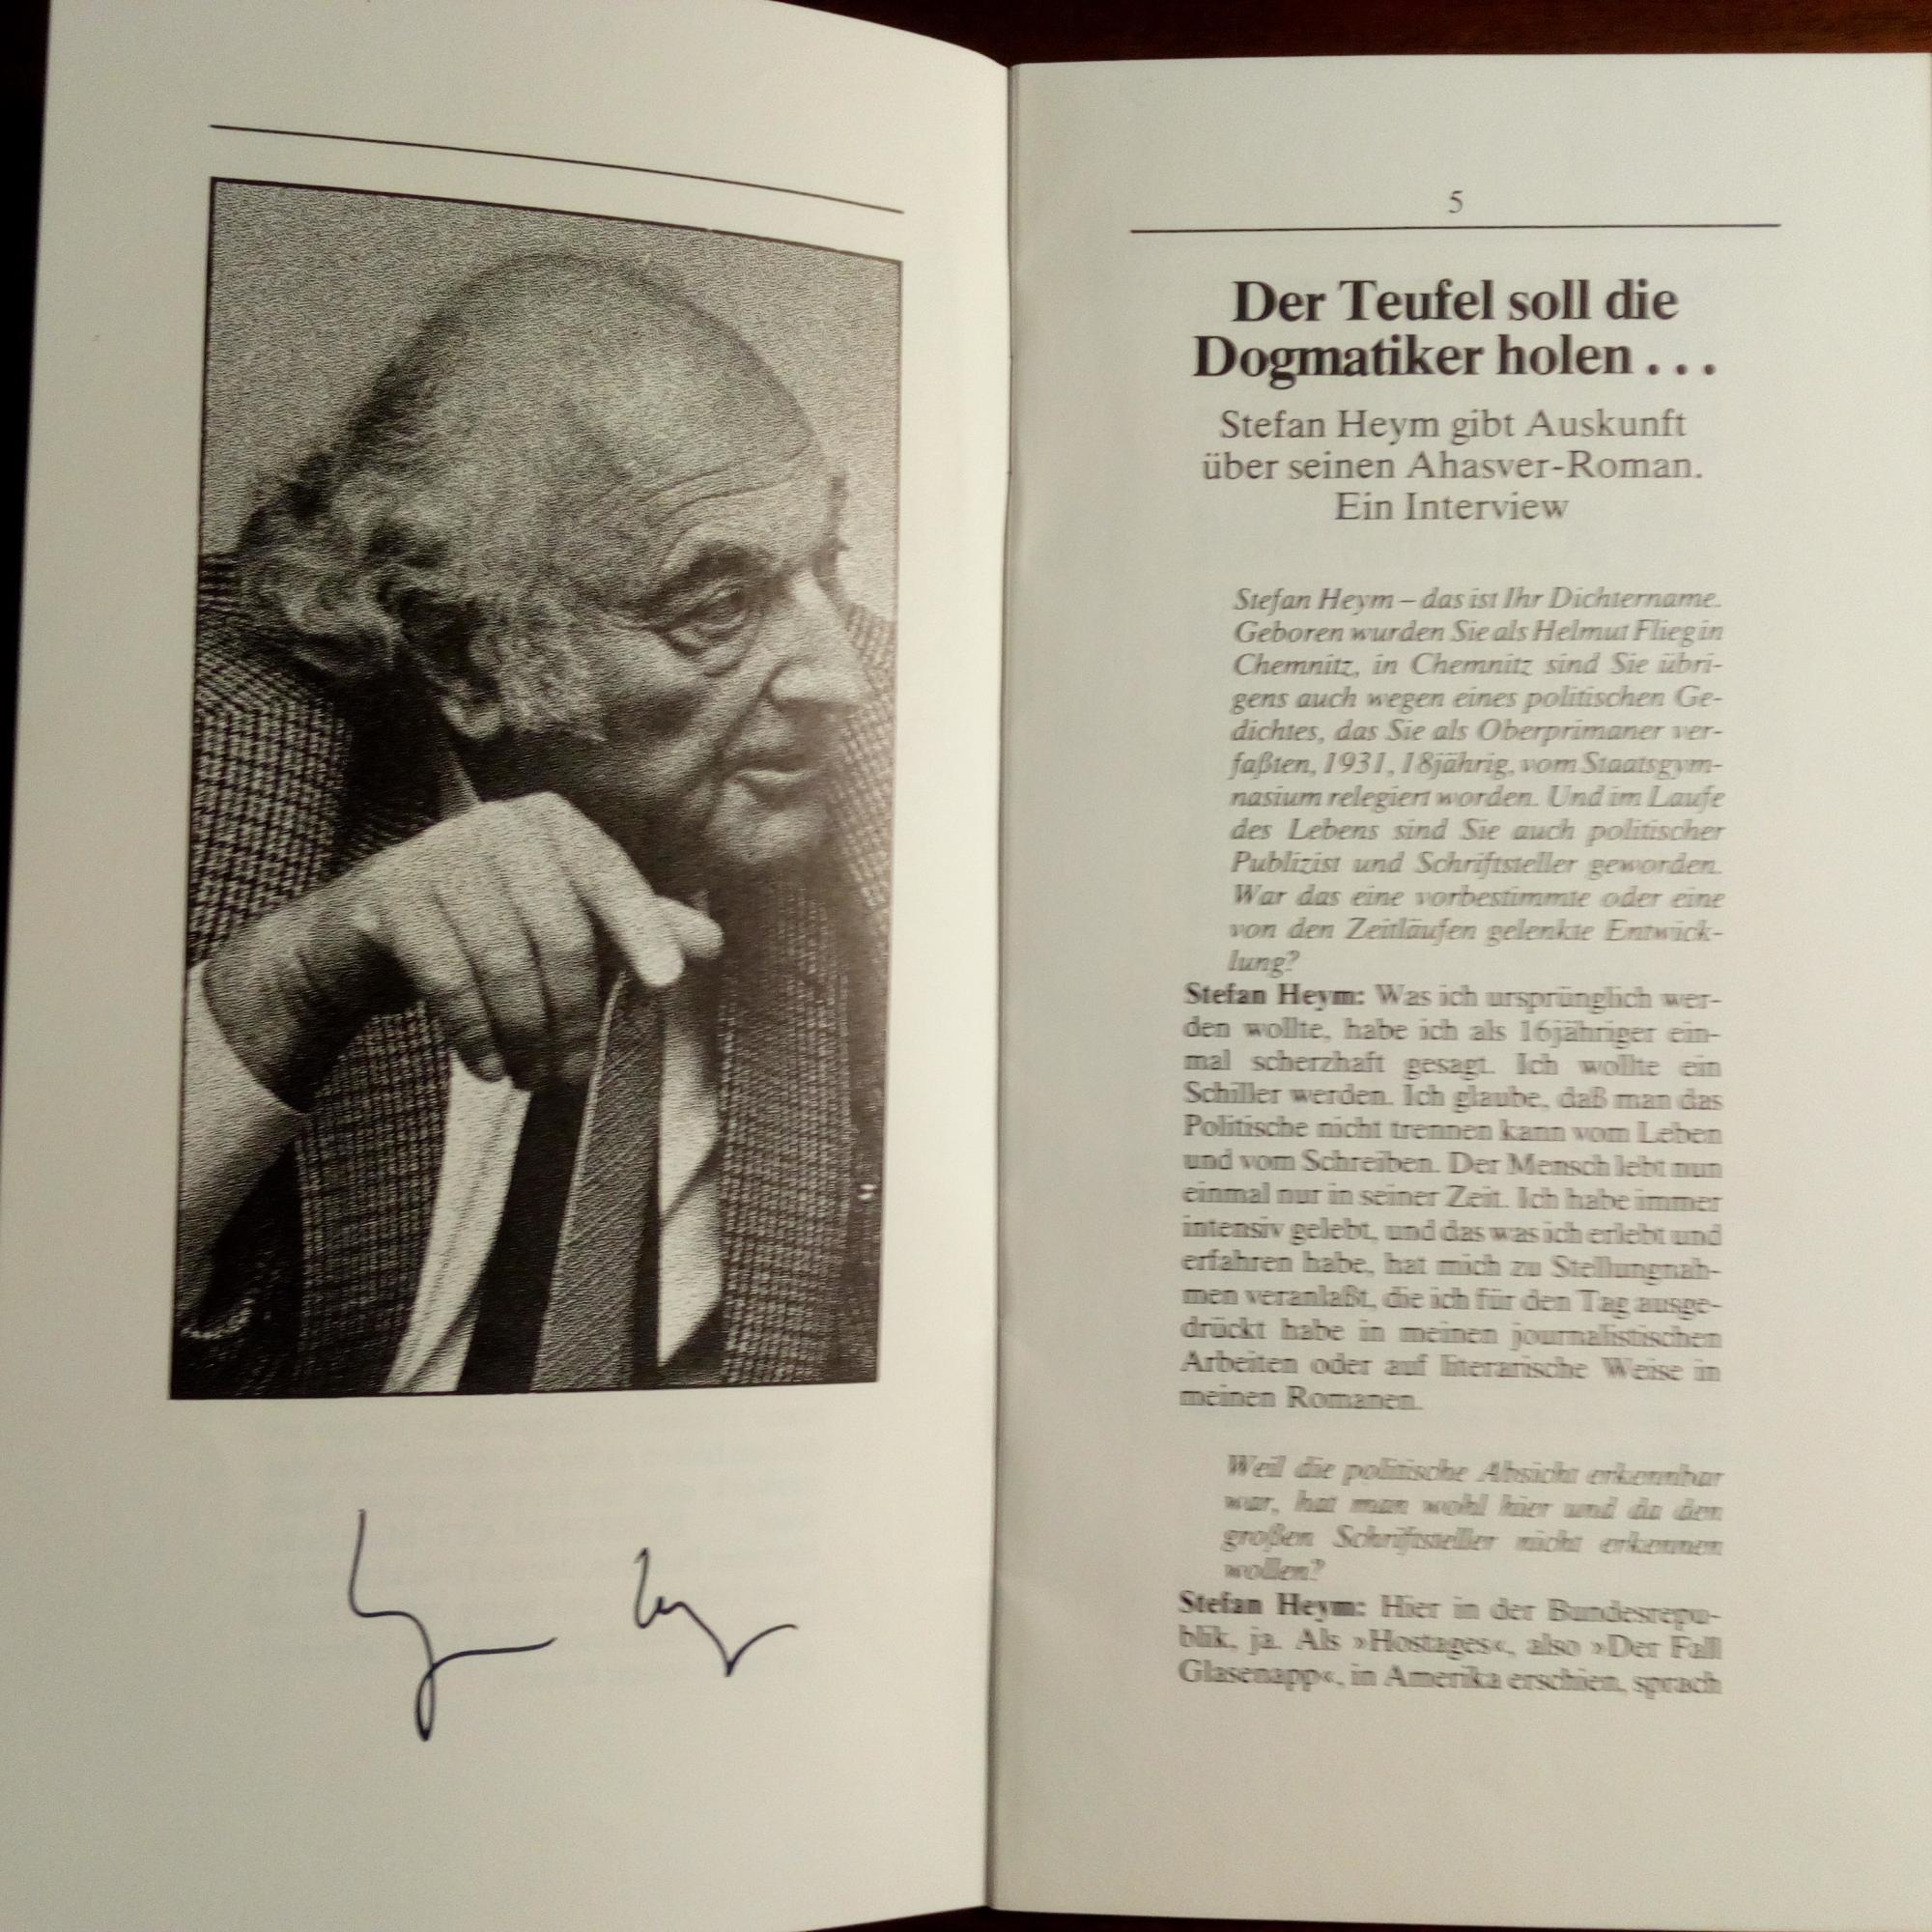 5
Der Teufel soll die
Dogmatiker holen . . .
Stefan Heym gibt Auskunft
über seinen Ahasver-Roman.
Ein Interview
Stefan Heym – das ist Ihr Dichtername.
Geboren wurden Sie als Helmut Flieg in
Chemnitz, in Chemnitz sind Sie übri-
gens auch wegen eines politischen Ge-
dichtes, das Sie als Oberprimaner ver-
faßten, 1931, 18jährig, vom Staatsgym-
nasium relegiert worden. Und im Laufe
des Lebens sind Sie auch politischer
Publizist und Schriftsteller geworden.
War das eine vorbestimmte oder eine
von den Zeitläufen gelenkte Entwick-
lung?
Stefan Heym: Was ich ursprünglich wer-
den wollte, habe ich als 16jähriger ein-
mal scherzhaft gesagt. Ich wollte ein
Schiller werden. Ich glaube, daß man das
Politische nicht trennen kann vom Leben
und vom Schreiben. Der Mensch lebt nun
einmal nur in seiner Zeit. Ich habe immer
intensiv gelebt, und das was ich erlebt und
erfahren habe, hat mich zu Stellungnah-
men veranlaßt, die ich für den Tag ausge-
drückt habe in meinen journalistischen
Arbeiten oder auf literarische Weise in
meinen Romanen.
Weil die politische Absicht erkennbar
war, hat man wohl hier und da den
großen Schriftsteller nicht erkennen
wollen?
Stefan Heym: Hier in der Bundesrepu-
blik, ja. Als »Hostages«, also »Der Fall
Glasenapp«, in Amerika erschien, sprach